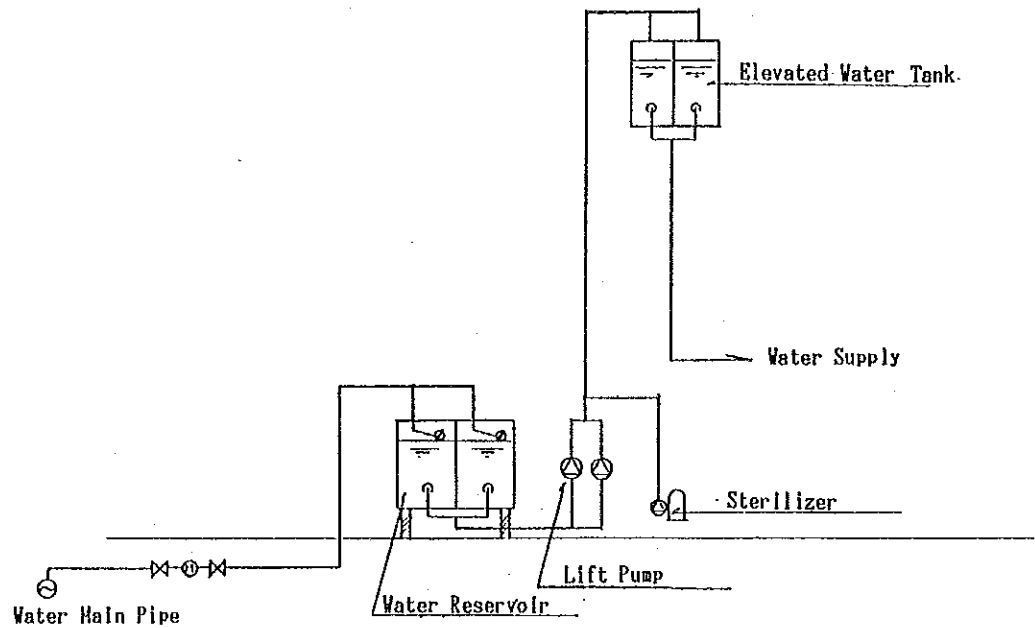 Elevated Water Tank
Water Supply
Sterilizer
Lift Pump
Water Reservoir
Water Main Pipe